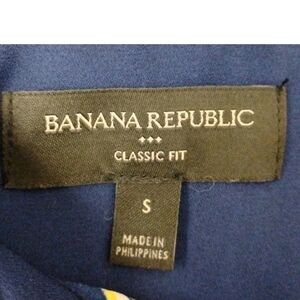 BANANA REPUBLIC
CLASSIC FIT
S
MADE IN
PHILIPPINES